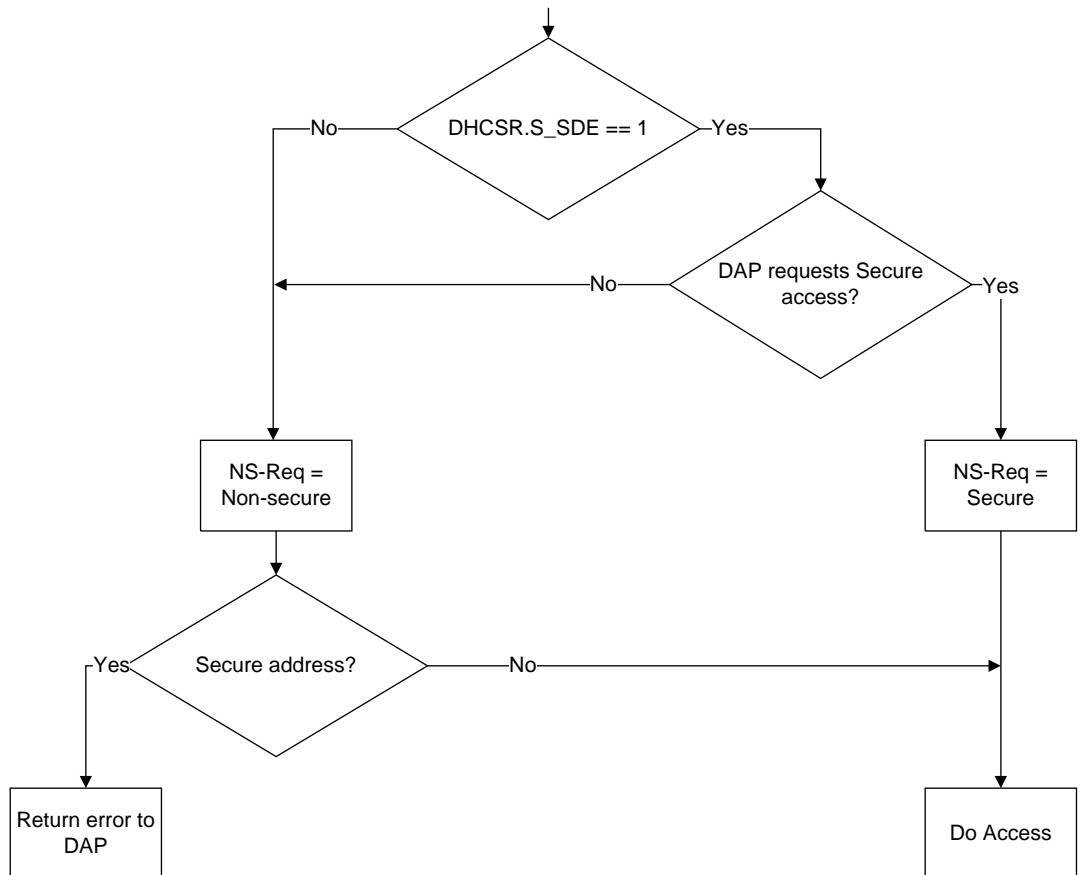 DHCSR.S_SDE == 1
No
Yes
DAP requests Secure
access?
No
Yes
NS-Req =
Non-secure
NS-Req =
Secure
Secure address?
Yes
No
Return error to
DAP
Do Access